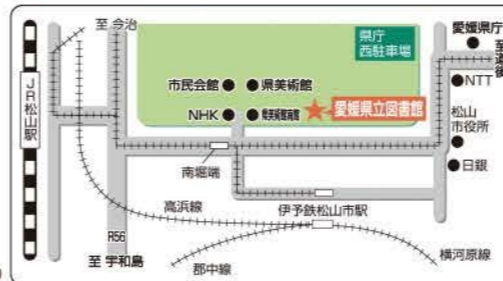 至 今治
県庁
西駐車場
愛媛県庁
至道後
JR松山駅
市民会館
県美術館
NTT
NHK
愛媛県立図書館
松山
市役所
南堀端
日銀
高浜線
伊予鉄松山市駅
R56
至 宇和島
郡中線
横河原線